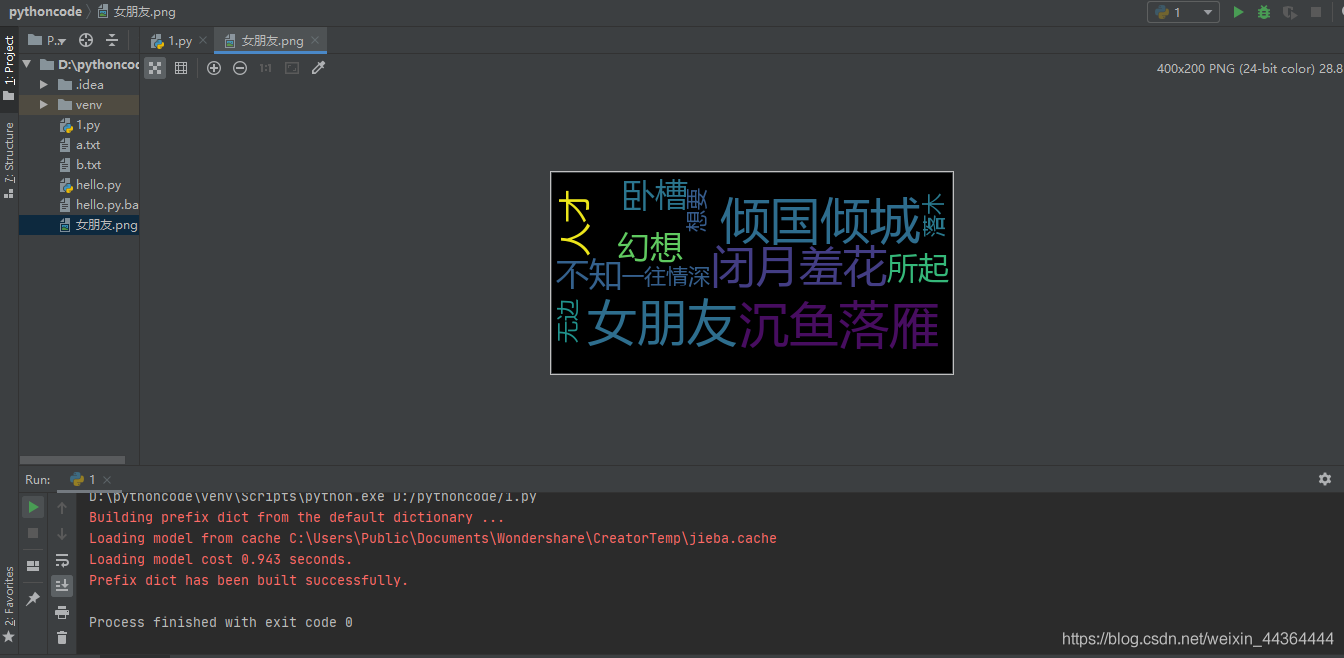 pythoncode 女朋友.png
1
P..
1.py
女朋友.png
1: Project
7: Structure
2: Favorites
D:\pythoncod
.idea
venv
1.py
a.txt
b.txt
hello.py
hello.py.ba
女朋友.png
1:1
400x200 PNG (24-bit color) 28.8
人才
卧槽
想要
倾国倾城
落木
幻想
不知
一往情深
闭月羞花
所起
无边
女朋友
沉鱼落雁
Run: 1
D:\pythoncode\venv\Scripts\python.exe D:/pythoncode/1.py
Building prefix dict from the default dictionary ...
Loading model from cache C:\Users\Public\Documents\Wondershare\CreatorTemp\jieba.cache
Loading model cost 0.943 seconds.
Prefix dict has been built successfully.
Process finished with exit code 0
https://blog.csdn.net/weixin_44364444